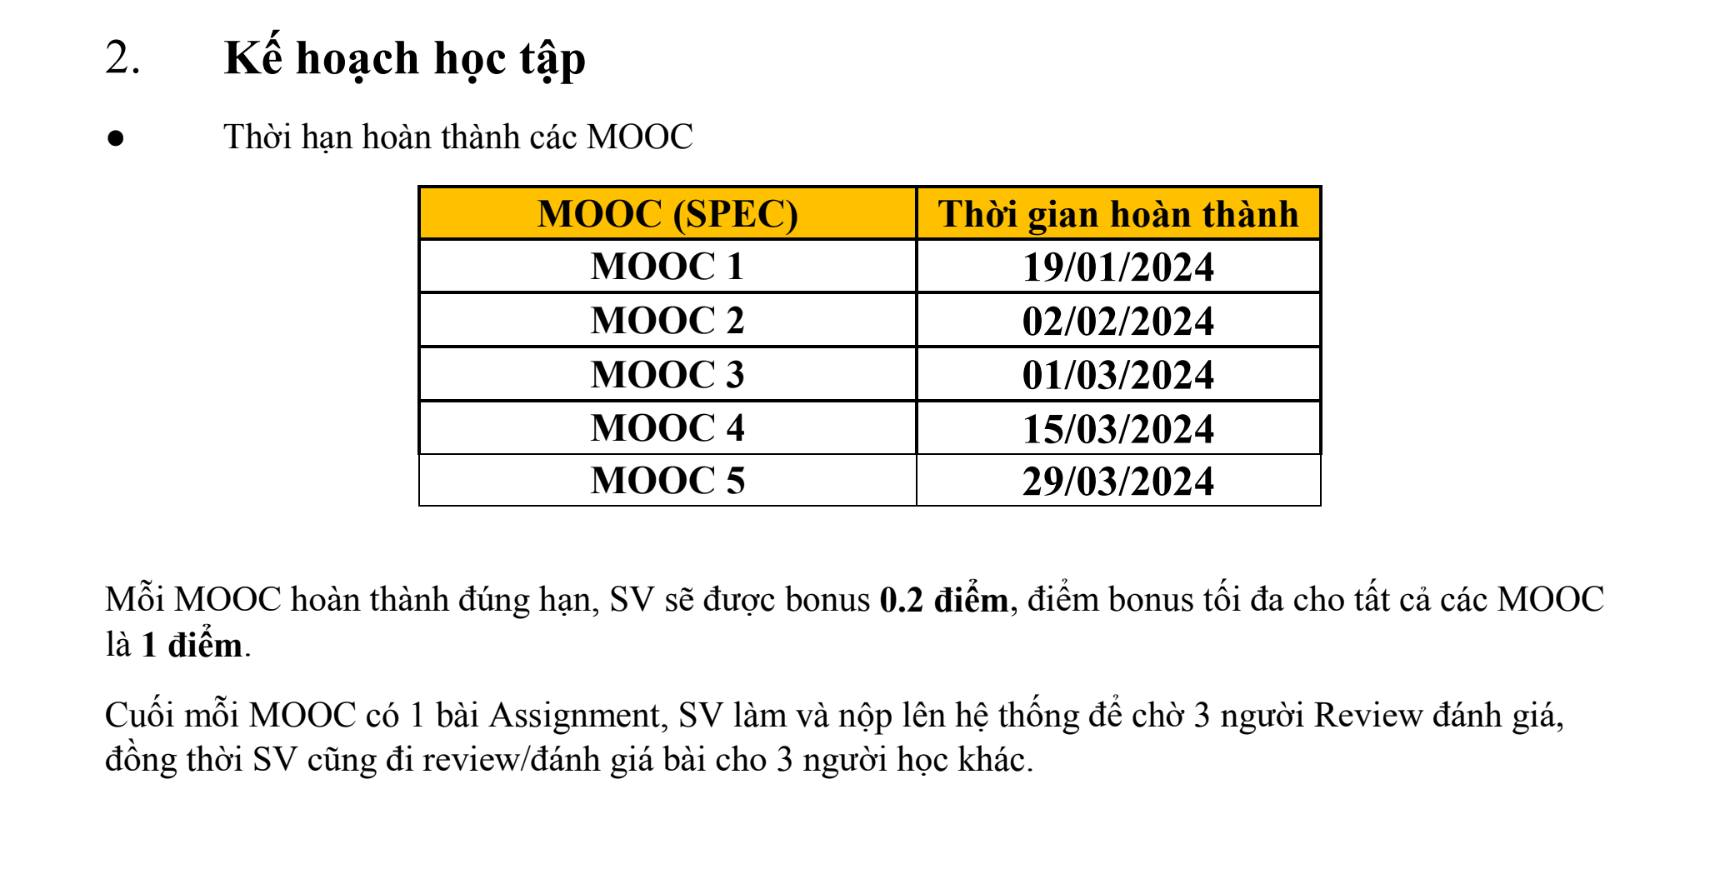 2. Kế hoạch học tập
● Thời hạn hoàn thành các MOOC
MOOC (SPEC) Thời gian hoàn thành
MOOC 1 19/01/2024
MOOC 2 02/02/2024
MOOC 3 01/03/2024
MOOC 4 15/03/2024
MOOC 5 29/03/2024
Mỗi MOOC hoàn thành đúng hạn, SV sẽ được bonus 0.2 điểm, điểm bonus tối đa cho tất cả các MOOC
là 1 điểm.
Cuối mỗi MOOC có 1 bài Assignment, SV làm và nộp lên hệ thống để chờ 3 người Review đánh giá,
đồng thời SV cũng đi review/đánh giá bài cho 3 người học khác.